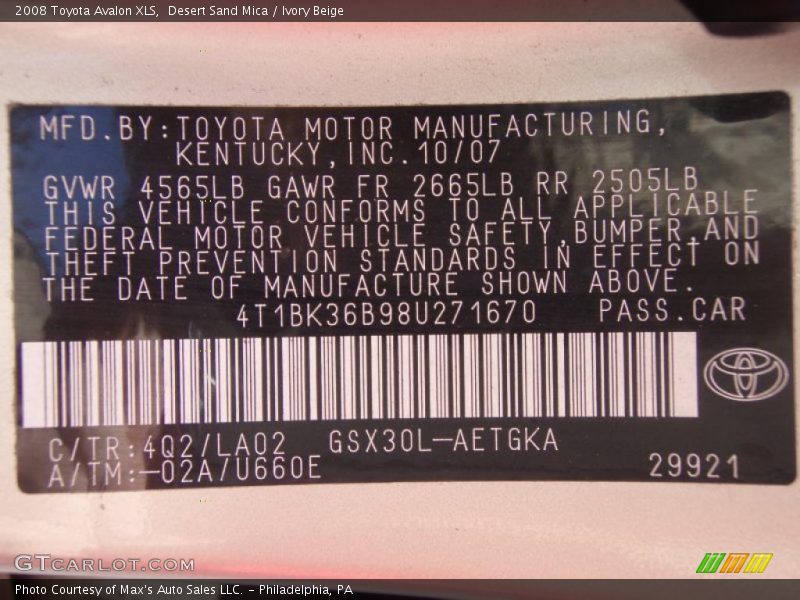 2008 Toyota Avalon XLS,  Desert Sand Mica / Ivory Beige
MFD.BY:TOYOTA MOTOR MANUFACTURING,
KENTUCKY,INC.10/07
GVWR 4565LB GAWR FR 2665LB RR 2505LB
THIS VEHICLE CONFORMS TO ALL APPLICABLE
FEDERAL MOTOR VEHICLE SAFETY,BUMPER,AND
THEFT PREVENTION STANDARDS IN EFFECT ON
THE DATE OF MANUFACTURE SHOWN ABOVE.
4T1BK36B98U271670 PASS.CAR
C/TR:4Q2/LA02 GSX30L-AETGKA
A/TM:-02A/U660E 29921
GTCARLOT.COM
Photo Courtesy of Max's Auto Sales LLC. - Philadelphia, PA